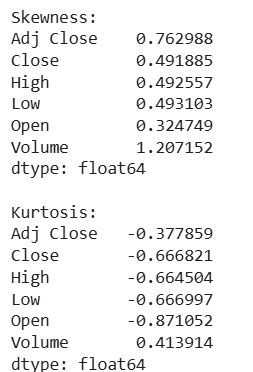 Skewness:
Adj Close    0.762988
Close        0.491885
High         0.492557
Low          0.493103
Open         0.324749
Volume       1.207152
dtype: float64

Kurtosis:
Adj Close   -0.377859
Close       -0.666821
High        -0.664504
Low         -0.666997
Open        -0.871052
Volume       0.413914
dtype: float64